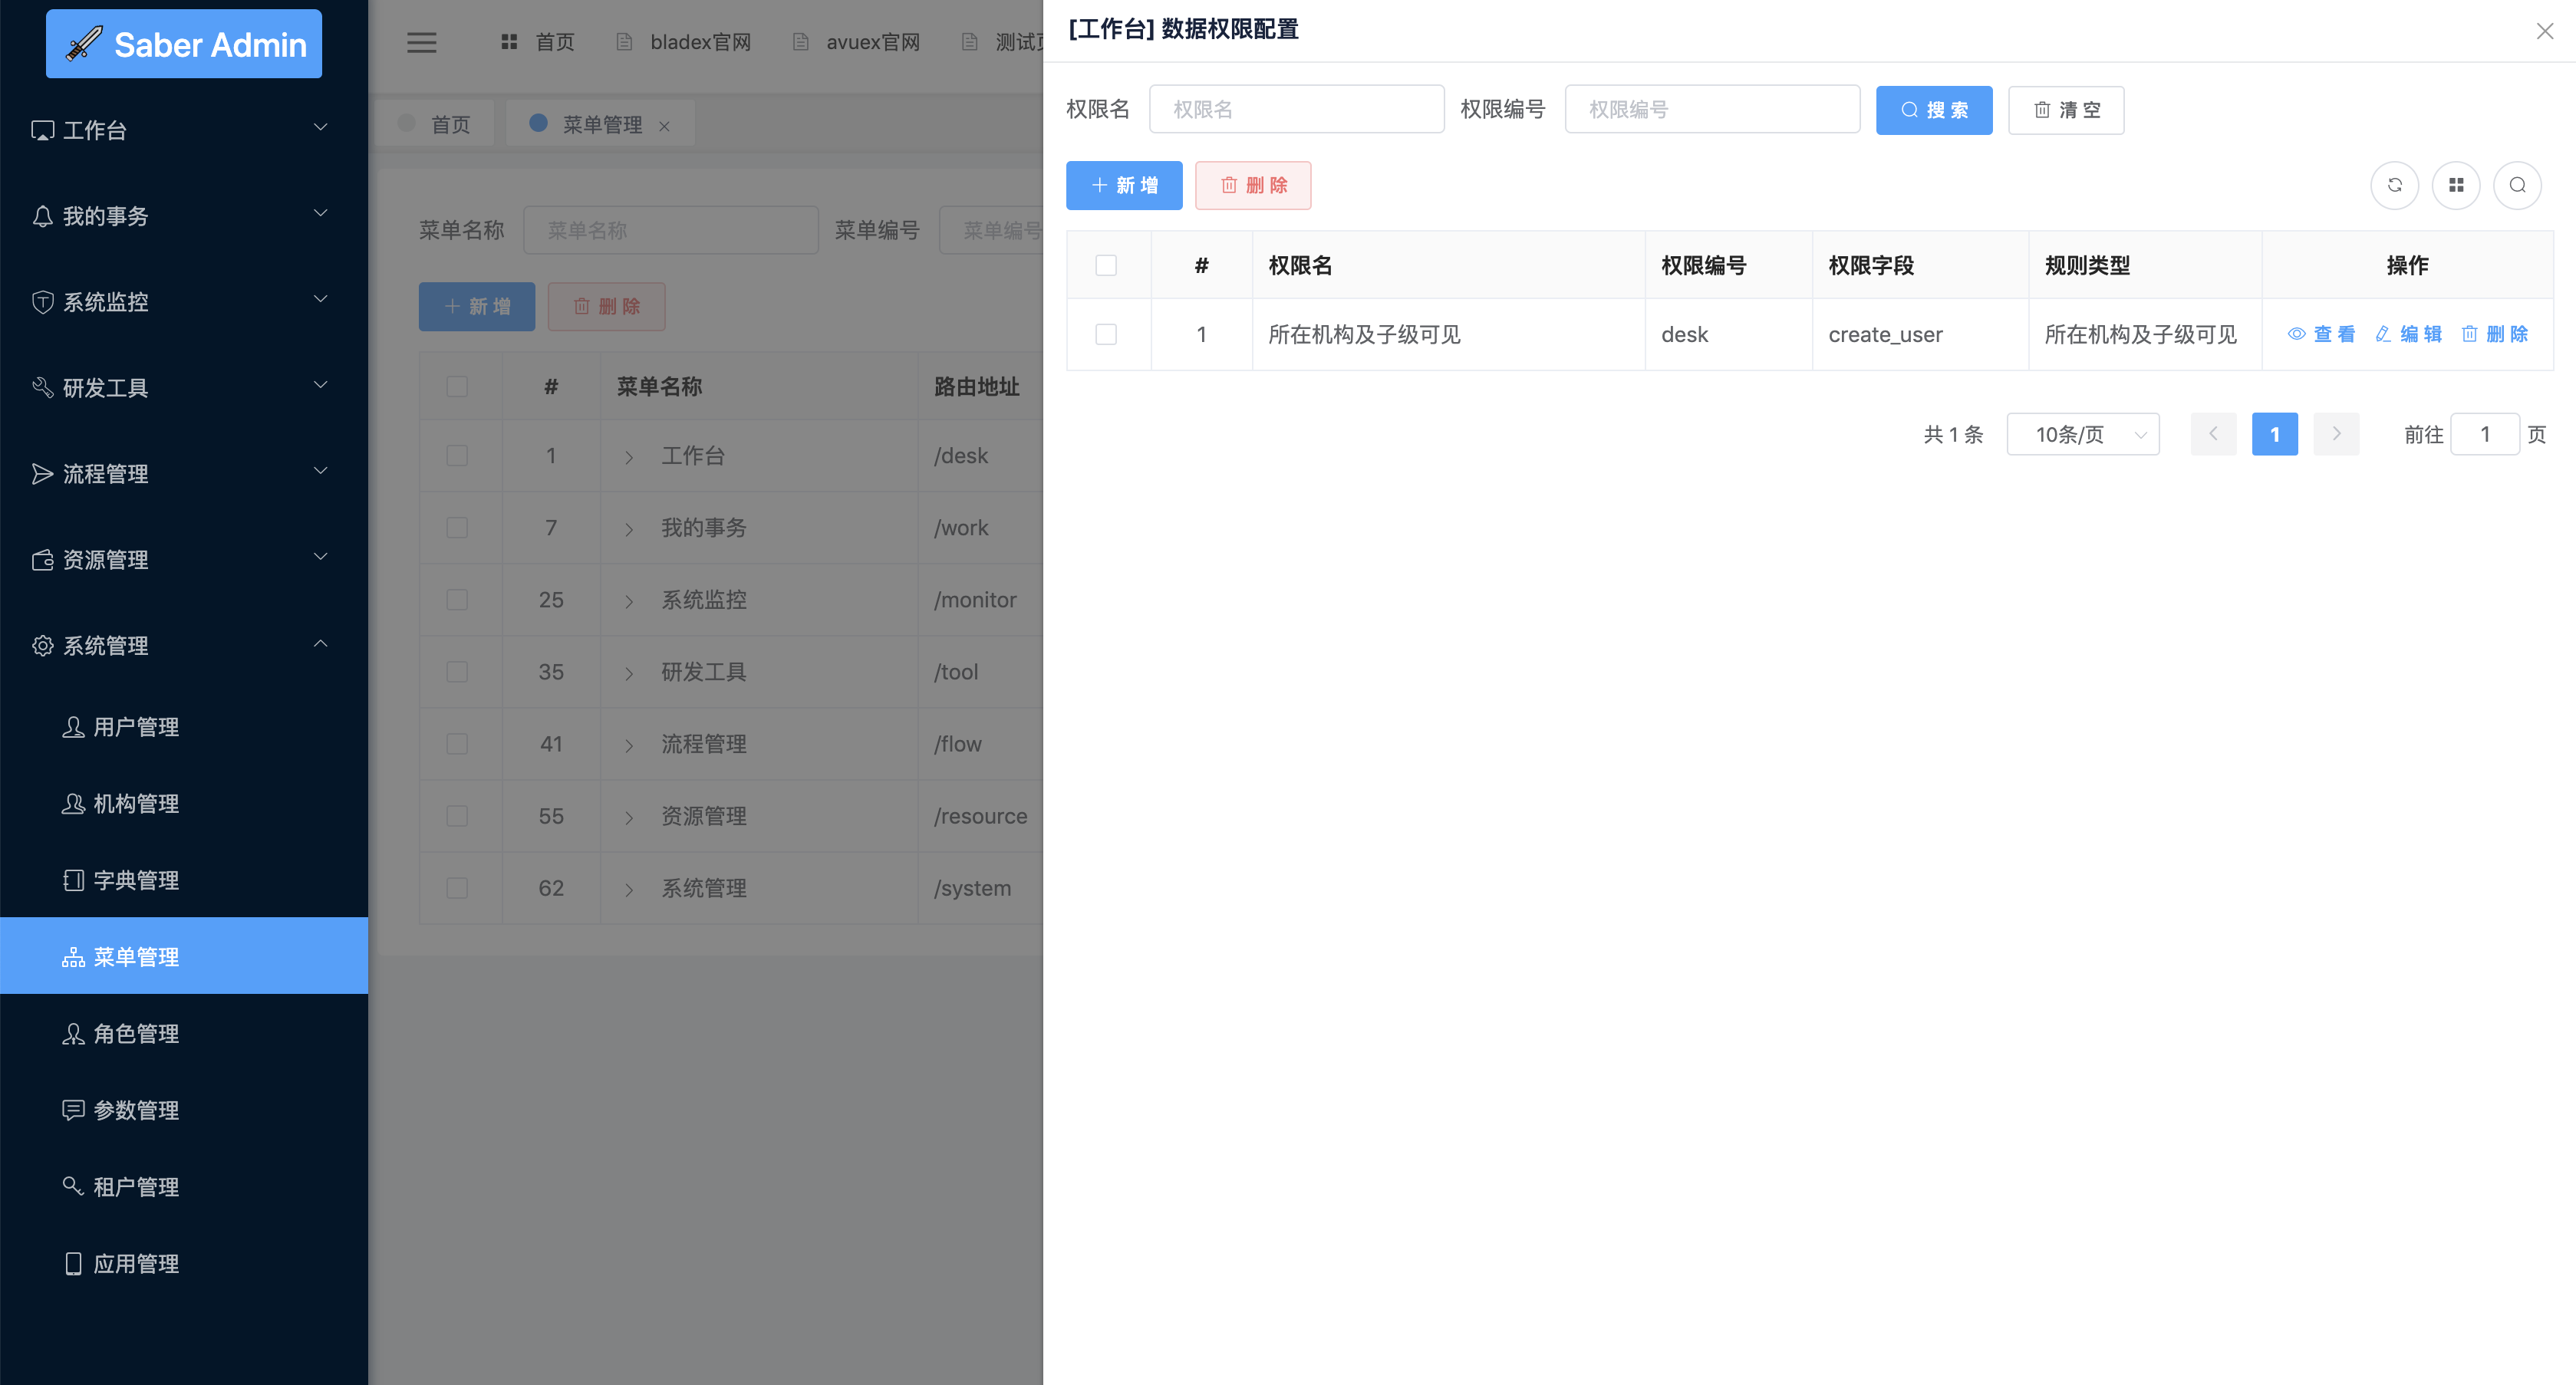 Saber Admin
工作台
我的事务
系统监控
研发工具
流程管理
资源管理
系统管理
用户管理
机构管理
字典管理
菜单管理
角色管理
参数管理
租户管理
应用管理
首页 bladex官网 avuex官网 测试
首页 菜单管理
菜单名称 菜单名称 菜单编号 菜单编号
新 增 删 除
# 菜单名称 路由地址
1 工作台 /desk
7 我的事务 /work
25 系统监控 /monitor
35 研发工具 /tool
41 流程管理 /flow
55 资源管理 /resource
62 系统管理 /system
[工作台] 数据权限配置
权限名 权限名 权限编号 权限编号 搜 索 清 空
新 增 删 除
# 权限名 权限编号 权限字段 规则类型 操作
1 所在机构及子级可见 desk create_user 所在机构及子级可见 查 看 编 辑 删 除
共 1 条 10条/页 1 前往 1 页